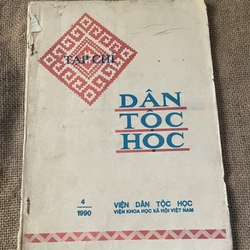 TẠP CHÍ
DÂN
TỘC
HỌC
4
1990
VIỆN DÂN TỘC HỌC
VIỆN KHOA HỌC XÃ HỘI VIỆT NAM